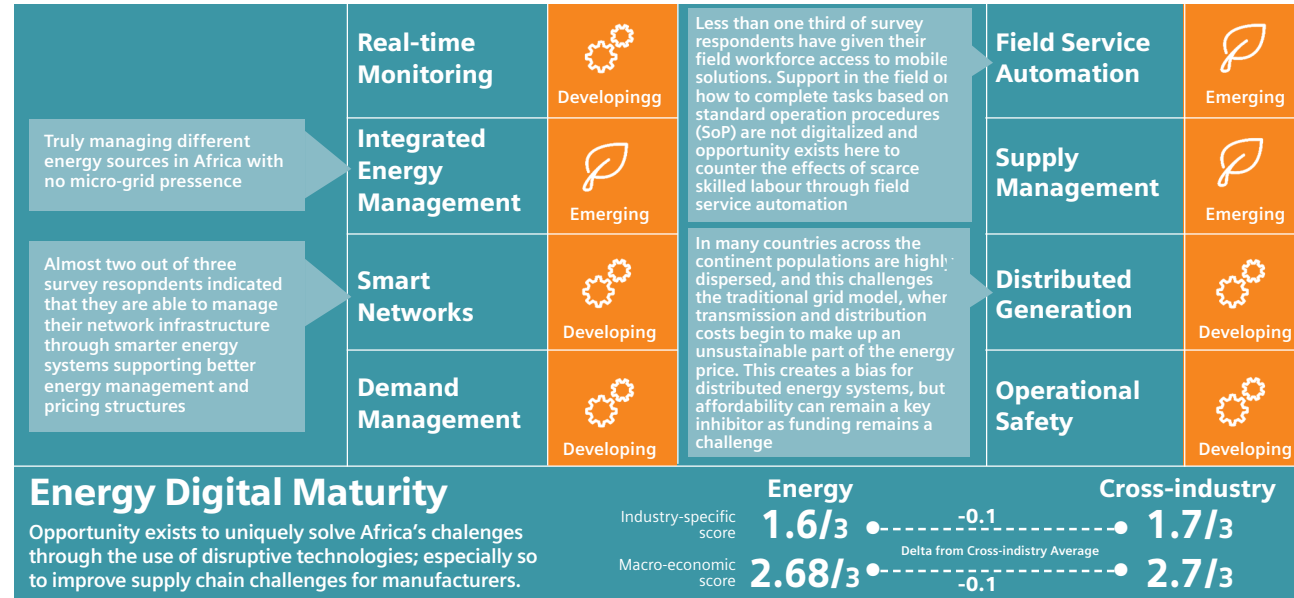 Real-time
Monitoring
Developingg
Truly managing different
energy sources in Africa with
no micro-grid pressence
Integrated
Energy
Management
Emerging
Almost two out of three
survey resopndents indicated
that they are able to manage
their network infrastructure
through smarter energy
systems supporting better
energy management and
pricing structures
Smart
Networks
Developing
Demand
Management
Developing
Less than one third of survey
respondents have given their
field workforce access to mobile
solutions. Support in the field or
how to complete tasks based on
standard operation procedures
(SoP) are not digitalized and
opportunity exists here to
counter the effects of scarce
skilled labour through field
service automation
Field Service
Automation
Emerging
Supply
Management
Emerging
In many countries across the
continent populations are highly
dispersed, and this challenges
the traditional grid model, wher
transmission and distribution
costs begin to make up an
unsustainable part of the energy
price. This creates a bias for
distributed energy systems, but
affordability can remain a key
inhibitor as funding remains a
challenge
Distributed
Generation
Developing
Operational
Safety
Developing
Energy Digital Maturity
Opportunity exists to uniquely solve Africa's chalenges
through the use of disruptive technologies; especially so
to improve supply chain challenges for manufacturers.
Energy
Cross-industry
Industry-specific
score
1.6/3
-0.1
1.7/3
Delta from Cross-indistry Average
Macro-economic
score
2.68/3
-0.1
2.7/3